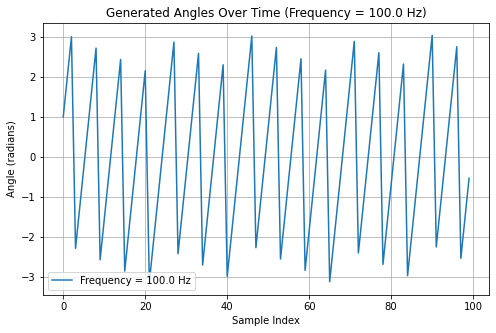 Generated Angles Over Time (Frequency = 100.0 Hz)
Angle (radians)
3
2
1
0
−1
−2
−3
Frequency = 100.0 Hz
0 20 40 60 80 100
Sample Index